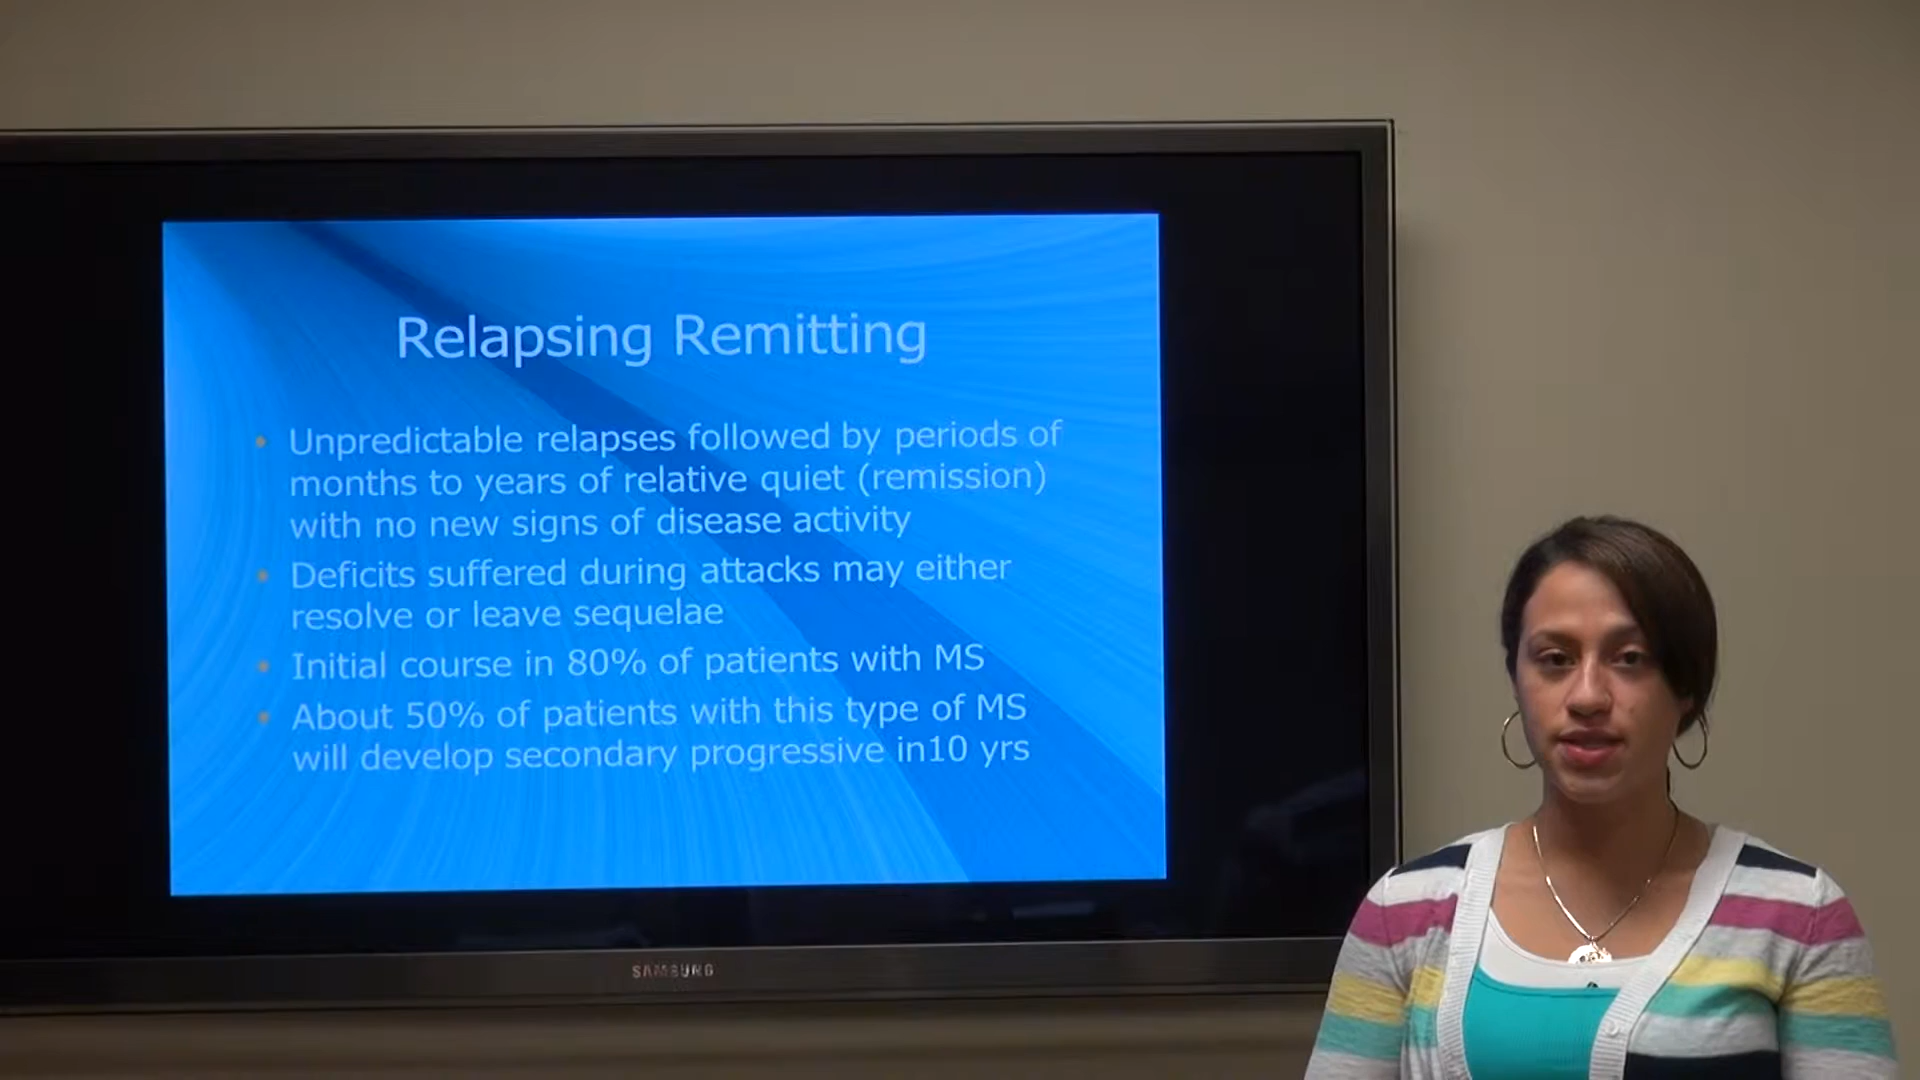 Relapsing Remitting
• Unpredictable relapses followed by periods of
months to years of relative quiet (remission)
with no new signs of disease activity
• Deficits suffered during attacks may either
resolve or leave sequelae
• Initial course in 80% of patients with MS
• About 50% of patients with this type of MS
will develop secondary progressive in10 yrs
SAMSUNG